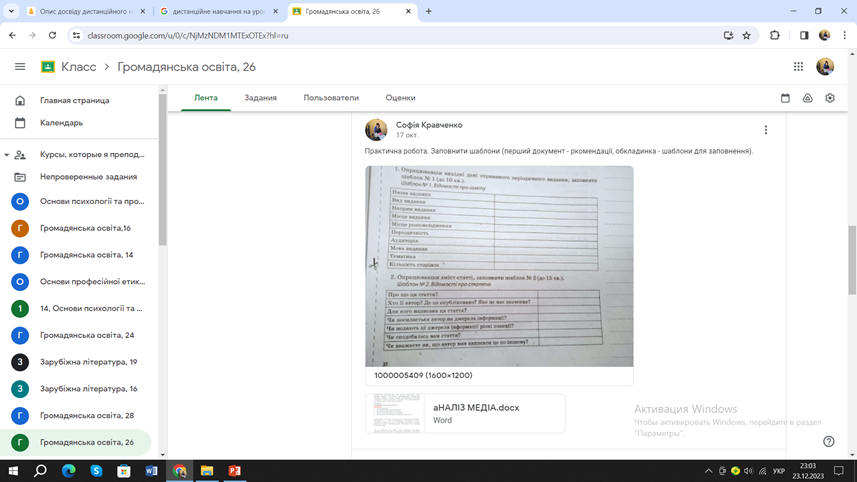 Опис досвіду дистанційного н
дистанційне навчання на уро
Громадянська освіта, 26
classroom.google.com/u/0/c/NjMzNDM1MTExOTEx?hl=ru
Класс
Громадянська освіта, 26
Главная страница
Календарь
Курсы, которые я препод...
Непроверенные задания
О
Основи психології та про...
Г
Громадянська освіта,16
Г
Громадянська освіта, 14
О
Основи професійної етик...
1
14, Основи психології та ...
Г
Громадянська освіта, 24
З
Зарубіжна література, 19
З
Зарубіжна література, 16
Г
Громадянська освіта, 28
Г
Громадянська освіта, 26
Лента
Задания
Пользователи
Оценки
Софія Кравченко
17 окт.
Практична робота. Заповнити шаблони (перший документ - ркомендації, обкладинка - шаблони для заповнення).
1. Опрацювавши вихідні дані отриманого періодичного видання, заповніть
Шаблон № 1 (до 10 хв.).
Шаблон № 1. Відомості про газету
Назва видання
Вид видання
Напрям видання
Місце видання
Місце розповсюдження
Періодичність
Аудиторія
Мова видання
Тематика
Кількість сторінок
2. Опрацювавши зміст статті, заповніть шаблон № 2 (до 15 хв.).
Шаблон № 2. Відомості про статтю
Про що ця стаття?
Хто її автор? Де це опубліковано? Яке це має значення?
Для кого написана ця стаття?
Чи посилається автор на джерела інформації?
Чи подають ці джерела інформації різні позиції?
Чи сподобалась вам стаття?
Чи вважаєте ви, що автор мав написати це по-іншому?
1000005409 (1600×1200)
аНАЛІЗ МЕДІА.docx
Word
Активация Windows
Чтобы активировать Windows, перейдите в раздел
"Параметры".
УКР
23:03
23.12.2023